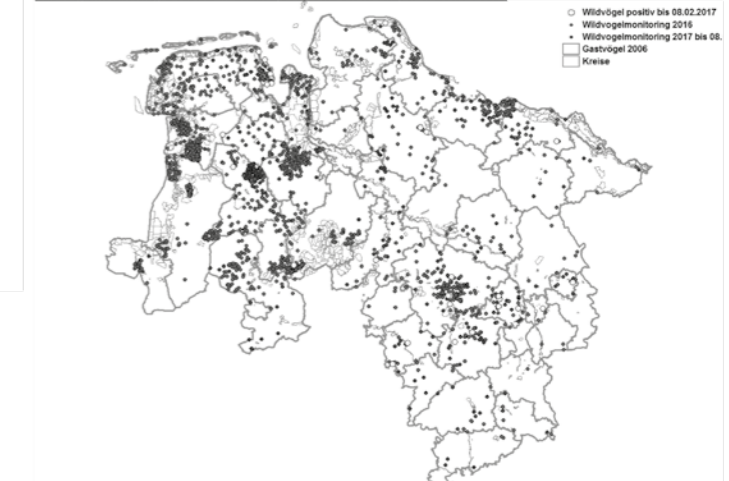 Wildvögel positiv bis 08.02.2017
Wildvogelmonitoring 2016
Wildvogelmonitoring 2017 bis 08.
Gastvögel 2006
Kreise